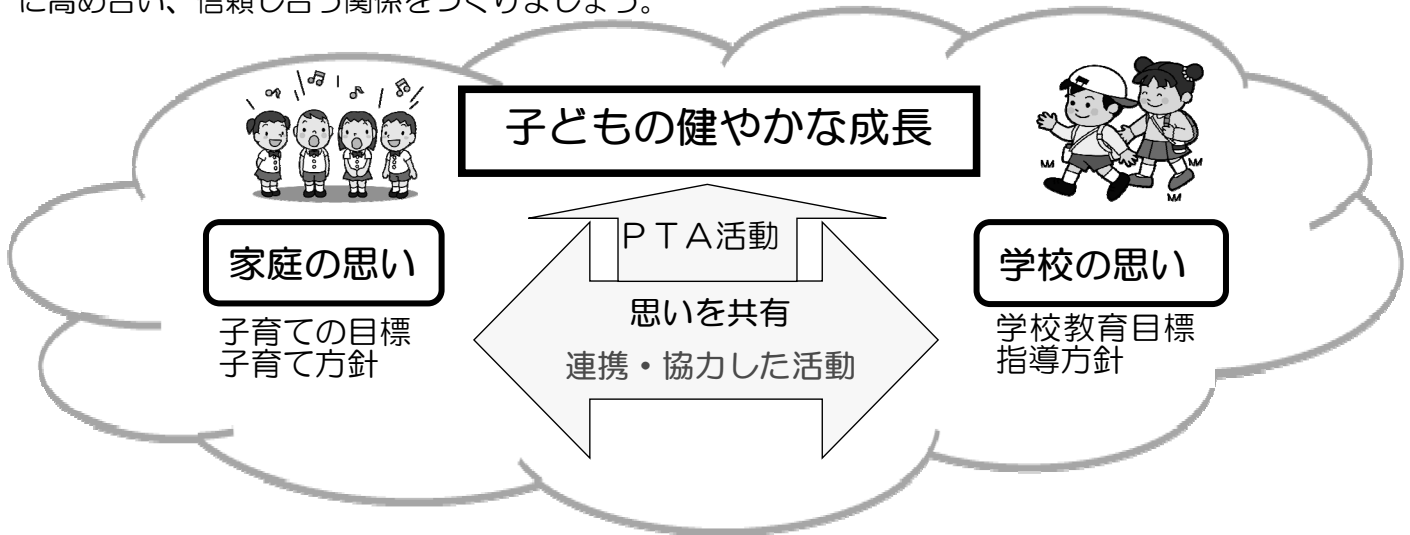 に高め合い、信頼し合う関係をつくりましょう。
子どもの健やかな成長
ＰＴＡ活動
家庭の思い
子育ての目標
子育て方針
思いを共有
連携・協力した活動
学校の思い
学校教育目標
指導方針